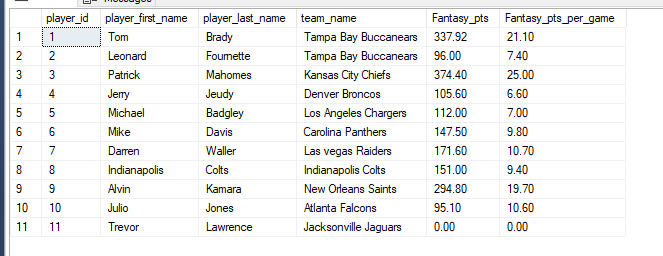 Messages
player_id player_first_name player_last_name team_name Fantasy_pts Fantasy_pts_per_game
1 1 Tom Brady Tampa Bay Buccanears 337.92 21.10
2 2 Leonard Fournette Tampa Bay Buccanears 96.00 7.40
3 3 Patrick Mahomes Kansas City Chiefs 374.40 25.00
4 4 Jerry Jeudy Denver Broncos 105.60 6.60
5 5 Michael Badgley Los Angeles Chargers 112.00 7.00
6 6 Mike Davis Carolina Panthers 147.50 9.80
7 7 Darren Waller Las vegas Raiders 171.60 10.70
8 8 Indianapolis Colts Indianapolis Colts 151.00 9.40
9 9 Alvin Kamara New Orleans Saints 294.80 19.70
10 10 Julio Jones Atlanta Falcons 95.10 10.60
11 11 Trevor Lawrence Jacksonville Jaguars 0.00 0.00